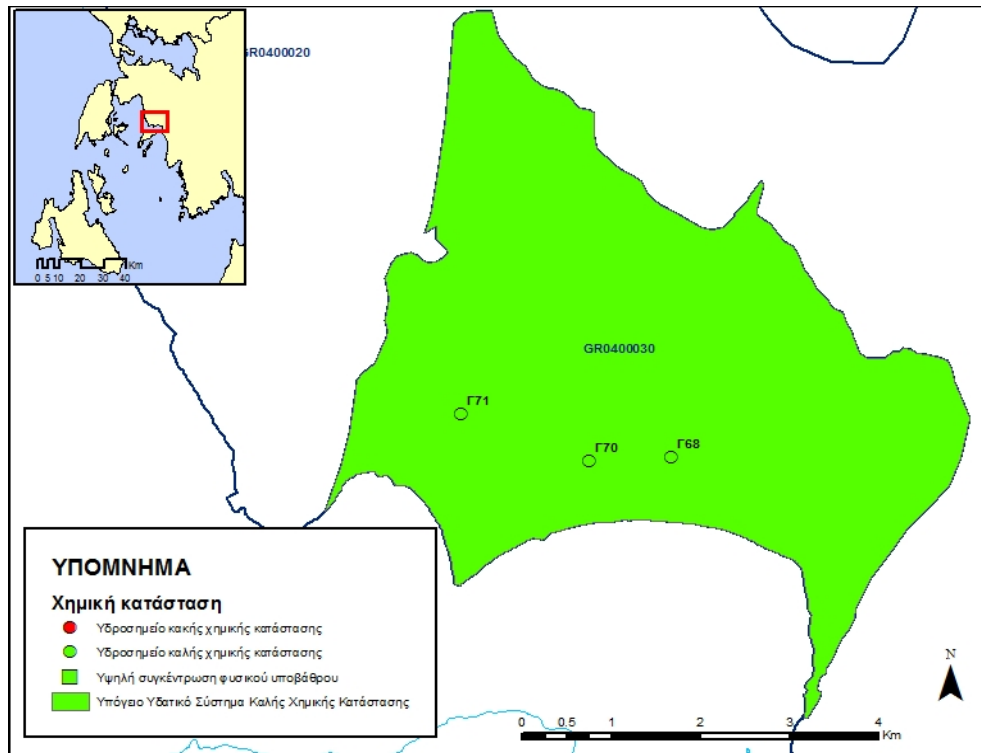 GR0400020
Km
0 5 10 20 30 40
GR0400030
Γ71
Γ70
Γ68
ΥΠΟΜΝΗΜΑ
Χημική κατάσταση
Υδροσημείο κακής χημικής κατάστασης
Υδροσημείο καλής χημικής κατάστασης
Υψηλή συγκέντρωση φυσικού υποβάθρου
Υπόγειο Υδατικό Σύστημα Καλής Χημικής Κατάστασης
N
0 0.5 1 2 3 4
Km